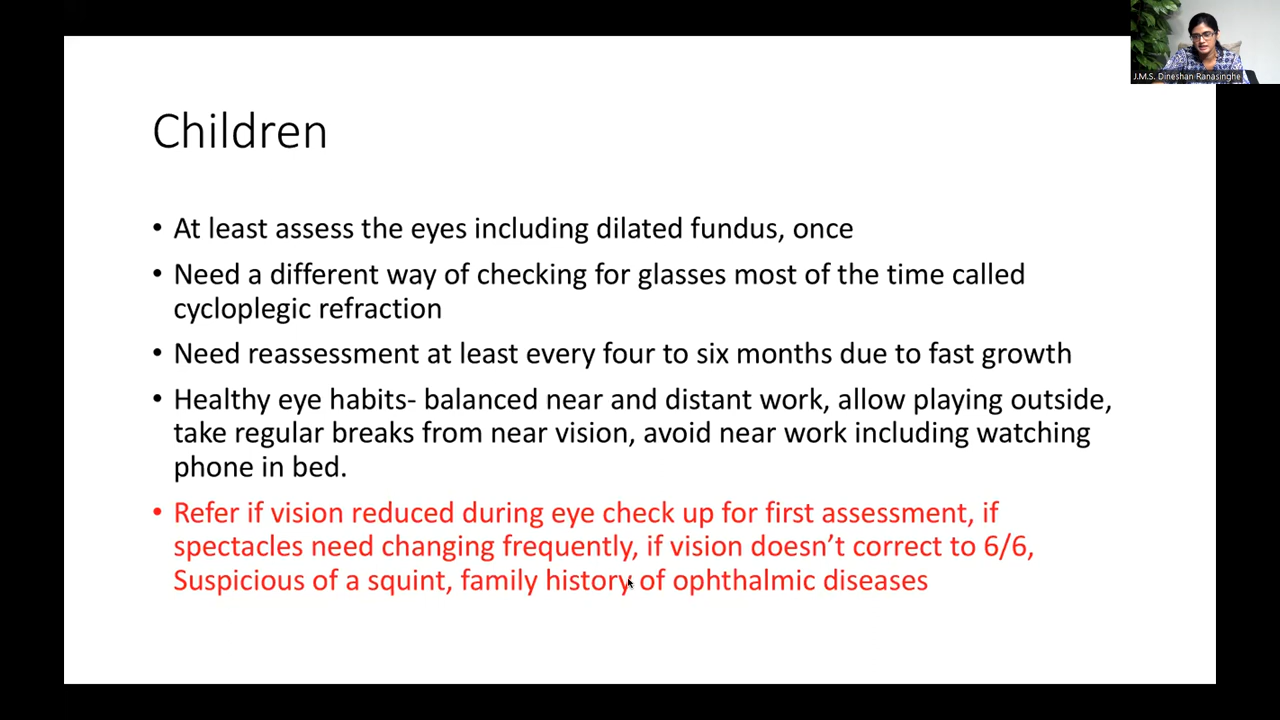 J.M.S. Dineshan Ranasinghe
Children
• At least assess the eyes including dilated fundus, once
• Need a different way of checking for glasses most of the time called
cycloplegic refraction
• Need reassessment at least every four to six months due to fast growth
• Healthy eye habits- balanced near and distant work, allow playing outside,
take regular breaks from near vision, avoid near work including watching
phone in bed.
• Refer if vision reduced during eye check up for first assessment, if
spectacles need changing frequently, if vision doesn’t correct to 6/6,
Suspicious of a squint, family history of ophthalmic diseases